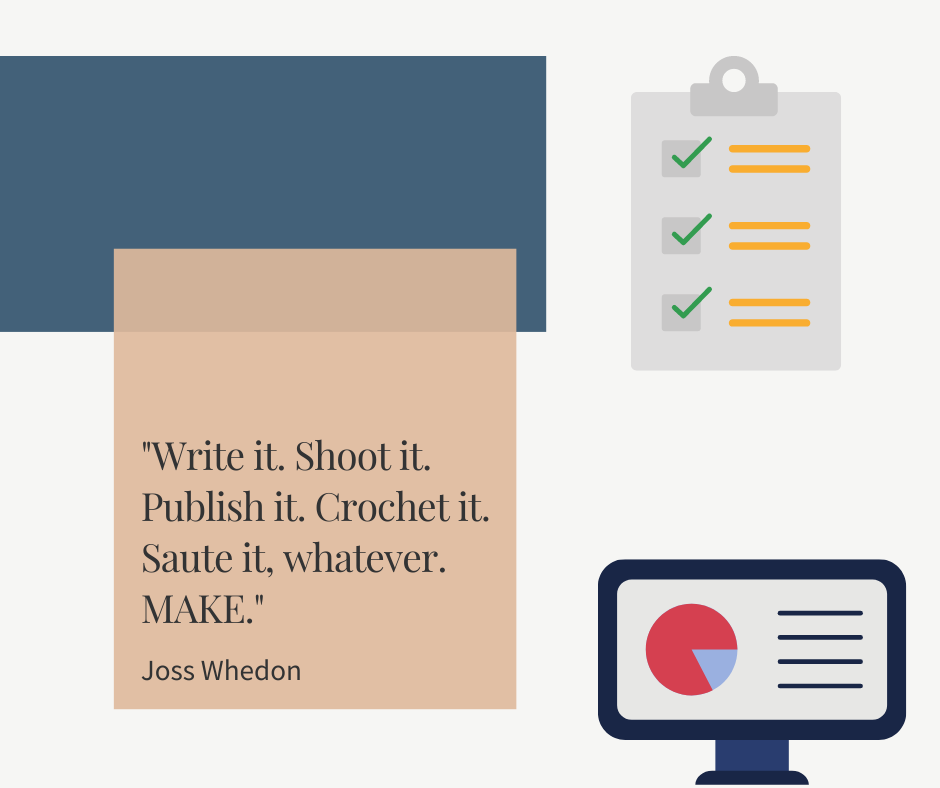 "Write it. Shoot it.
Publish it. Crochet it.
Saute it, whatever.
MAKE."
Joss Whedon